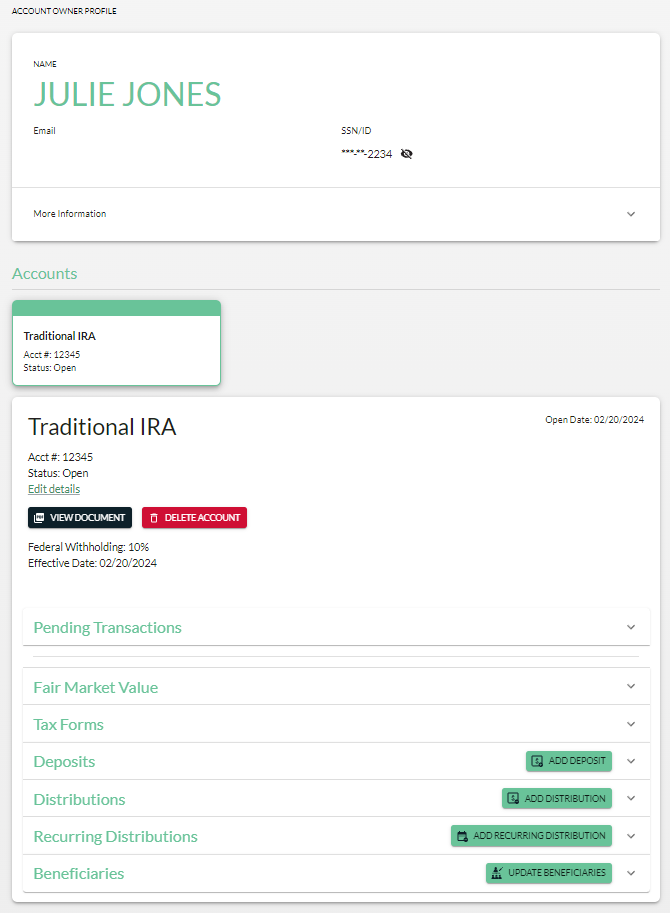 ACCOUNT OWNER PROFILE
NAME
JULIE JONES
Email
SSN/ID
***-**-2234
More Information
Accounts
Traditional IRA
Acct #: 12345
Status: Open
Traditional IRA
Open Date: 02/20/2024
Acct #: 12345
Status: Open
Edit details
VIEW DOCUMENT
DELETE ACCOUNT
Federal Withholding: 10%
Effective Date: 02/20/2024
Pending Transactions
Fair Market Value
Tax Forms
Deposits
ADD DEPOSIT
Distributions
ADD DISTRIBUTION
Recurring Distributions
ADD RECURRING DISTRIBUTION
Beneficiaries
UPDATE BENEFICIARIES